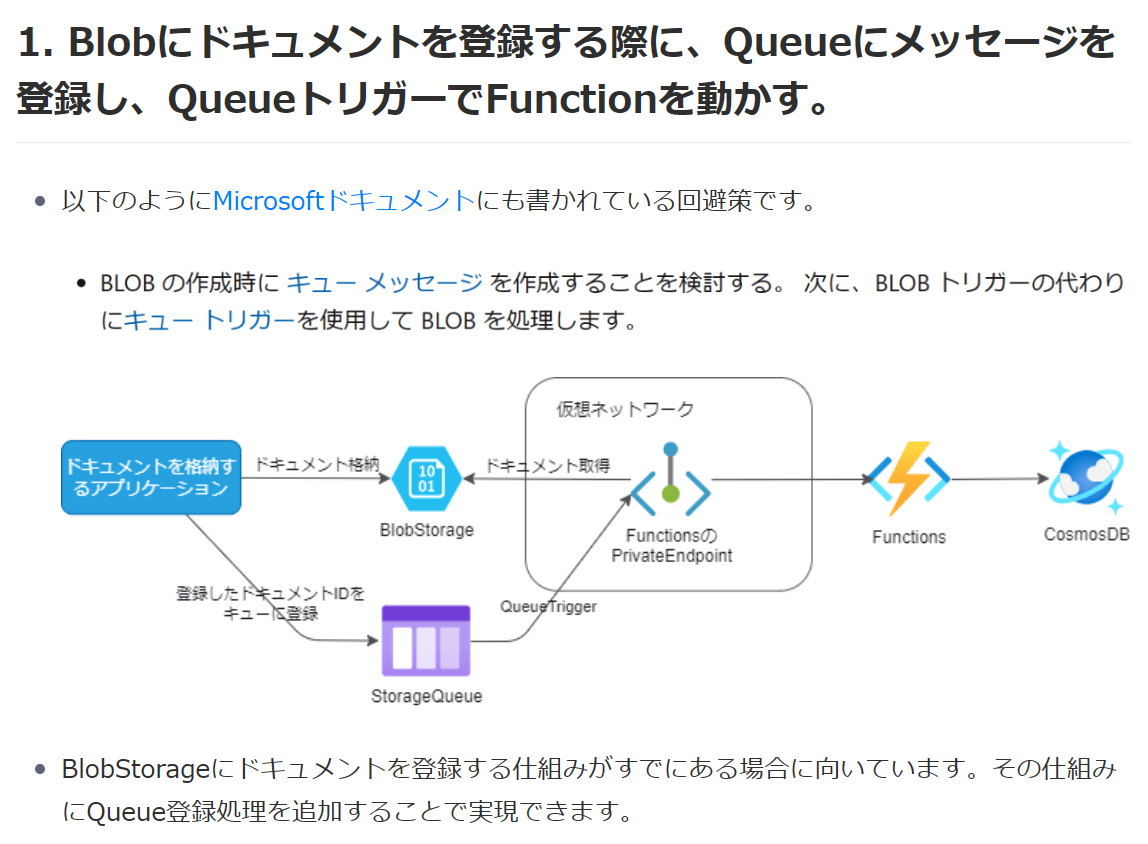 1. Blobにドキュメントを登録する際に、Queueにメッセージを
登録し、QueueトリガーでFunctionを動かす。
以下のようにMicrosoftドキュメントにも書かれている回避策です。
BLOB の作成時に キュー メッセージ を作成することを検討する。 次に、BLOB トリガーの代わり
にキュー トリガーを使用して BLOB を処理します。
仮想ネットワーク
ドキュメントを格納す
るアプリケーション
ドキュメント格納
10
01
BlobStorage
ドキュメント取得
Functionsの
PrivateEndpoint
Functions
CosmosDB
登録したドキュメントIDを
キューに登録
QueueTrigger
StorageQueue
BlobStorageにドキュメントを登録する仕組みがすでにある場合に向いています。その仕組み
にQueue登録処理を追加することで実現できます。